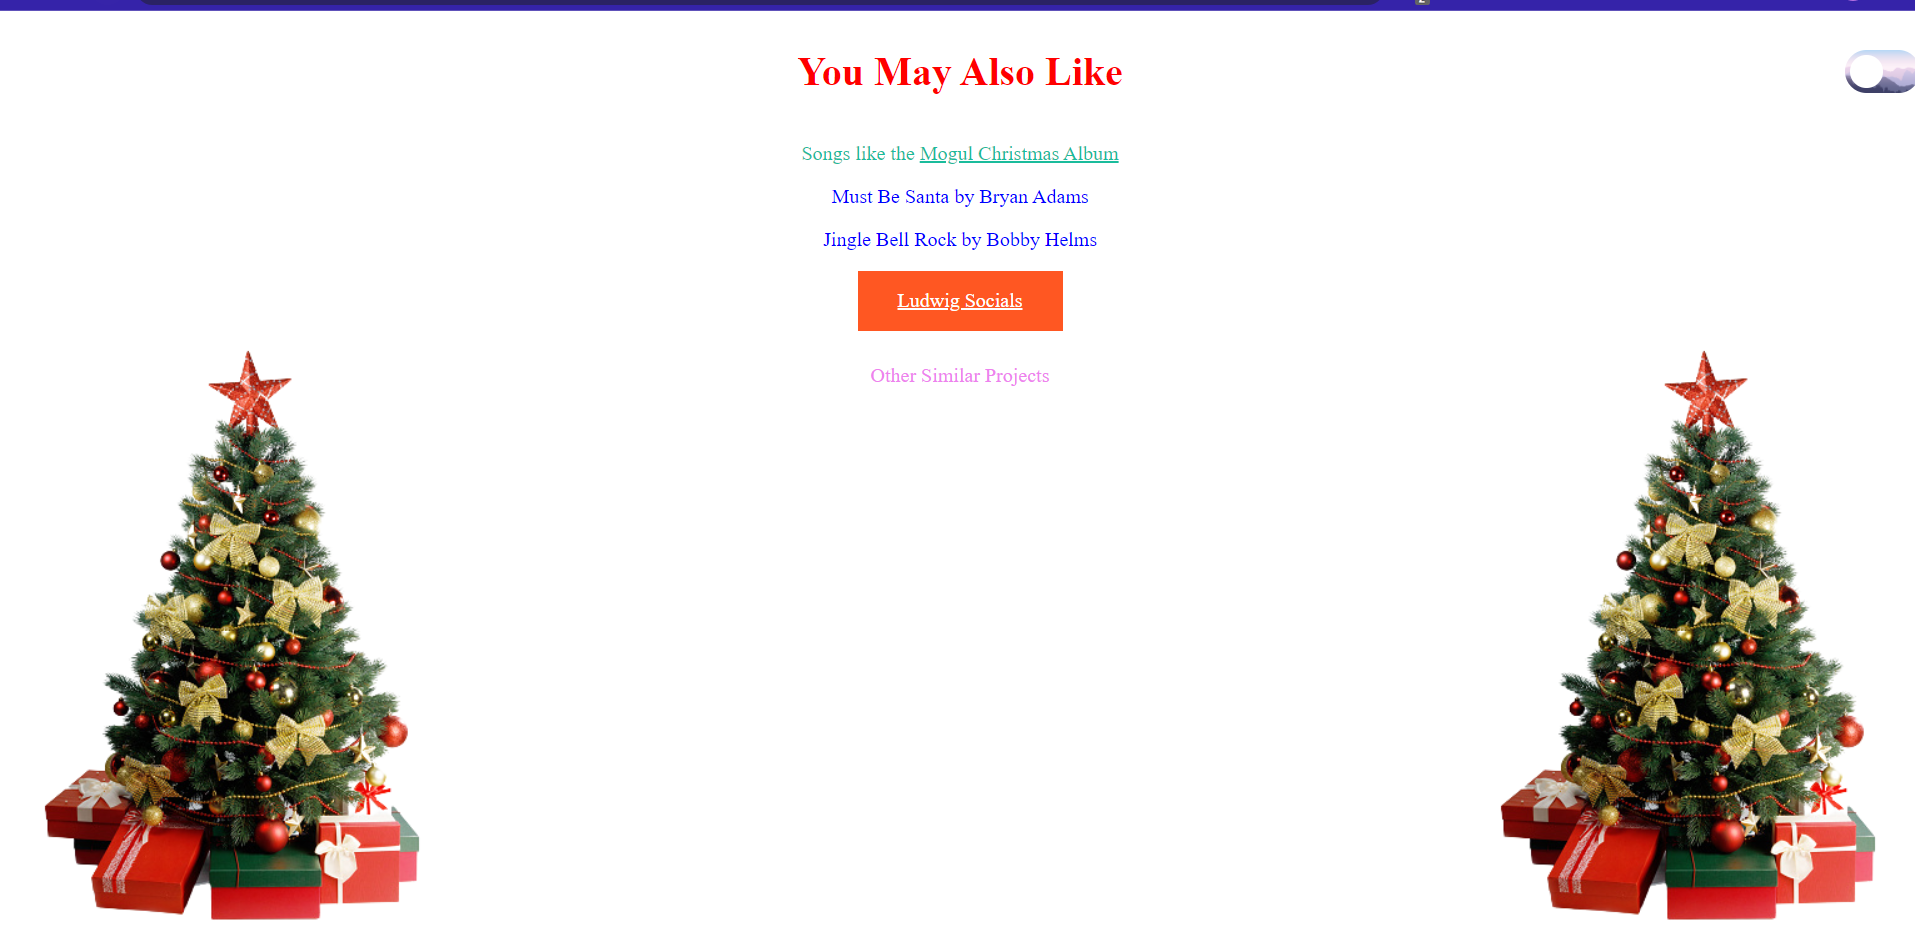 You May Also Like
Songs like the Mogul Christmas Album
Must Be Santa by Bryan Adams
Jingle Bell Rock by Bobby Helms
Ludwig Socials
Other Similar Projects